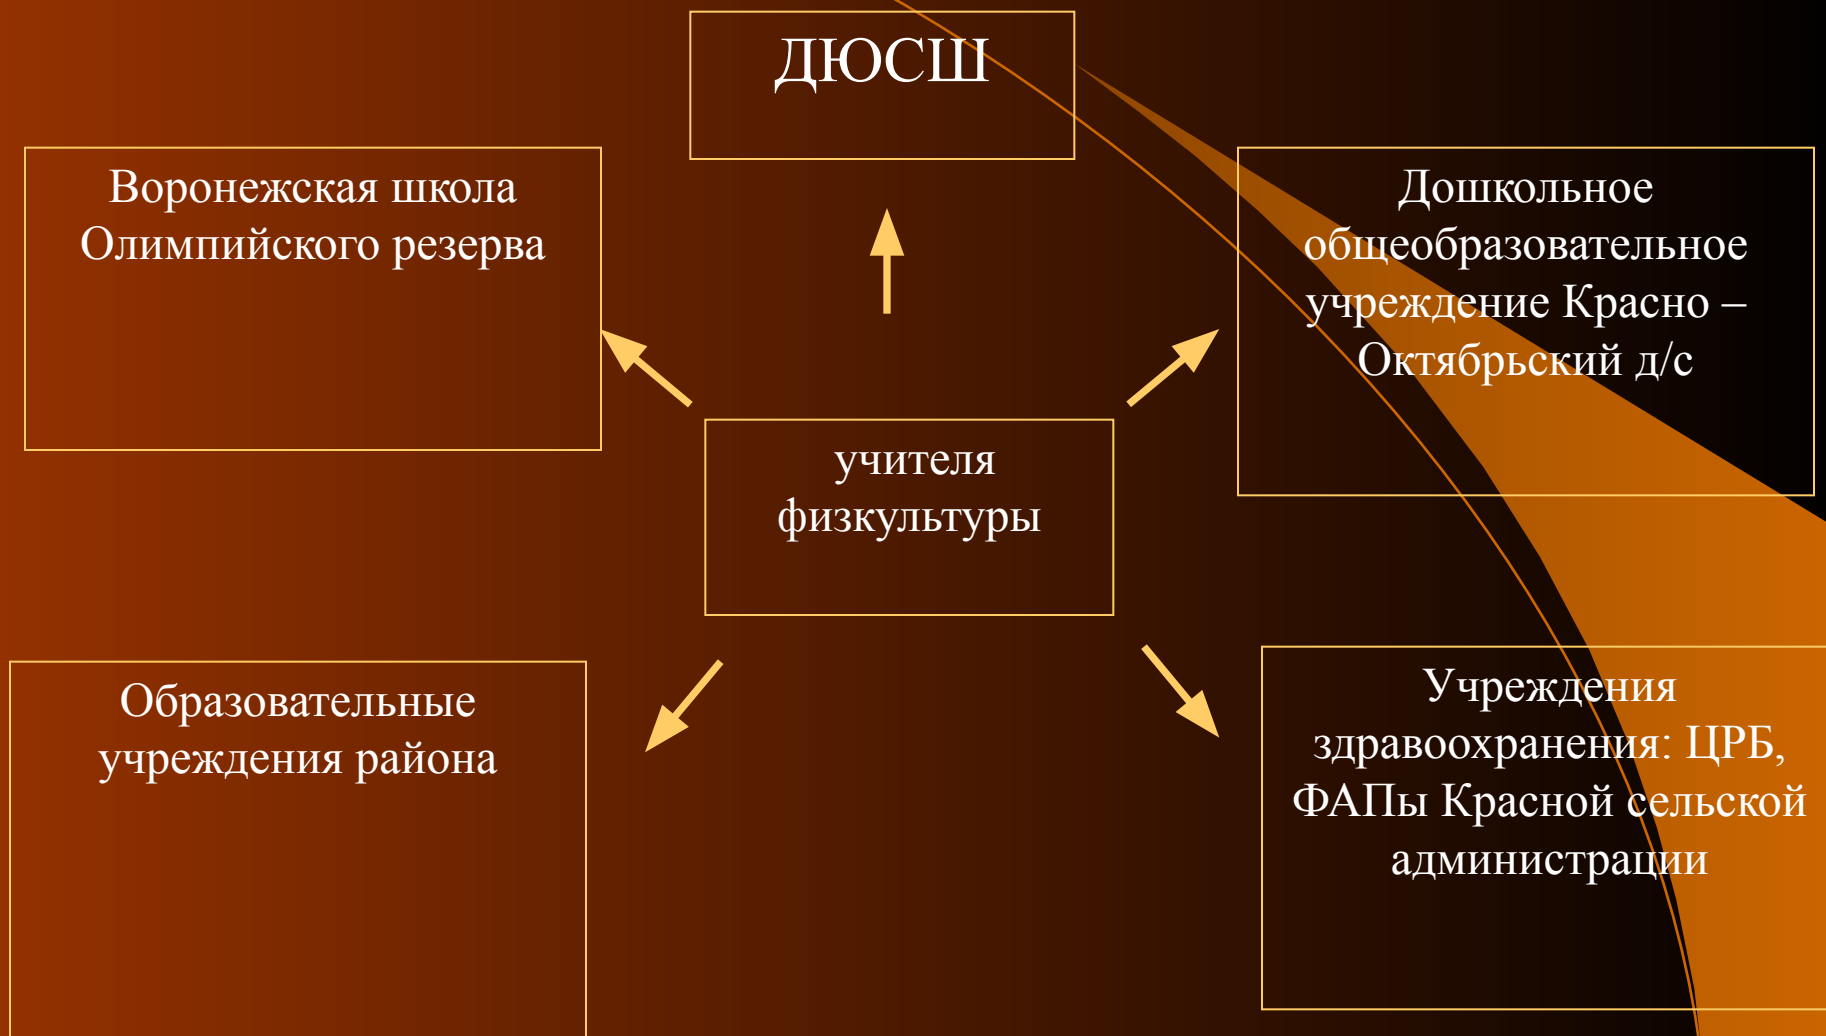 ДЮСШ
Воронежская школа
Олимпийского резерва
Дошкольное
общеобразовательное
учреждение Красно –
Октябрьский д/с
учителя
физкультуры
Образовательные
учреждения района
Учреждения
здравоохранения: ЦРБ,
ФАПы Красной сельской
администрации